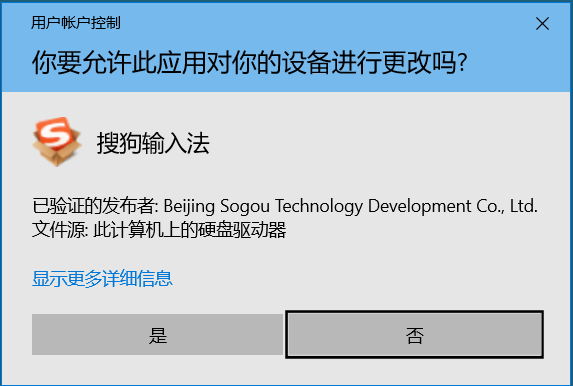 用户帐户控制
你要允许此应用对你的设备进行更改吗?
S
搜狗输入法
已验证的发布者: Beijing Sogou Technology Development Co., Ltd.
文件源: 此计算机上的硬盘驱动器
显示更多详细信息
是
否